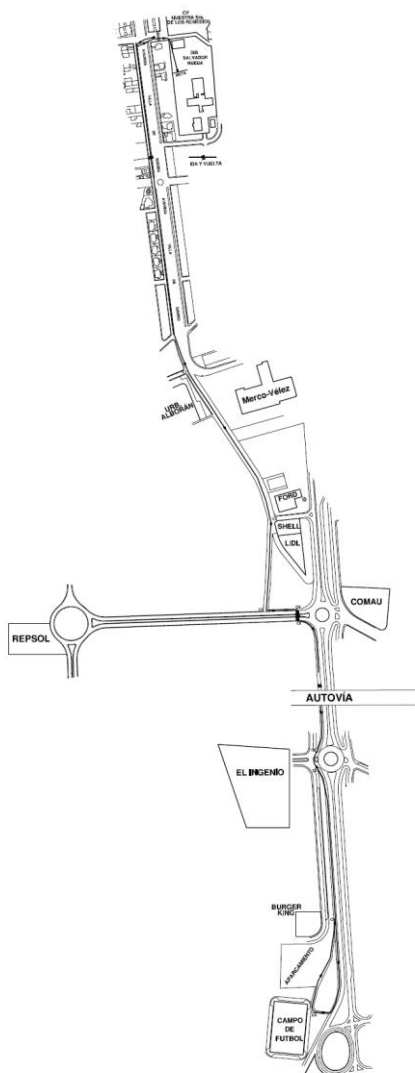 CP
NUESTRA SRA.
DE LOS REMEDIOS
IES
SALVADOR
RUEDA
IDA Y VUELTA
Merco-Vélez
URB.
ALBORÁN
FORD
SHELL
LIDL
COMAU
REPSOL
AUTOVÍA
EL INGENIO
BURGER
KING
APARCAMIENTO
CAMPO
DE
FUTBOL